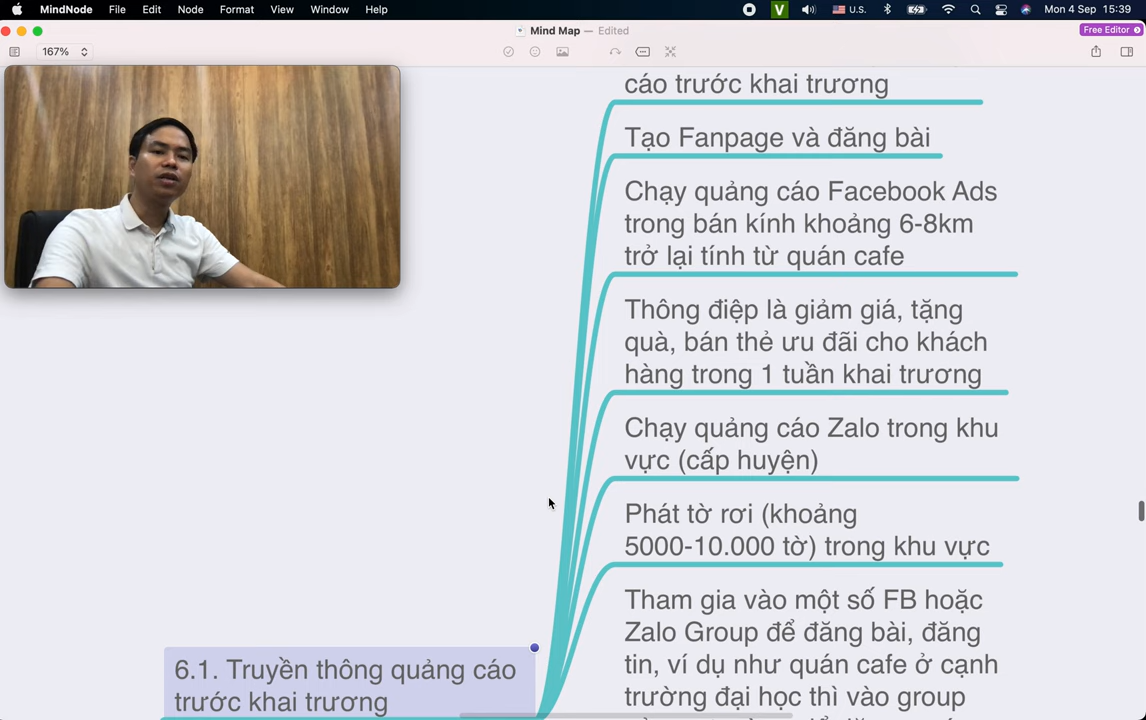 MindNode File Edit Node Format View Window Help V U.S. Mon 4 Sep 15:39
Mind Map — Edited
Free Editor
167%
cáo trước khai trương
Tạo Fanpage và đăng bài
Chạy quảng cáo Facebook Ads
trong bán kính khoảng 6-8km
trở lại tính từ quán cafe
Thông điệp là giảm giá, tặng
quà, bán thẻ ưu đãi cho khách
hàng trong 1 tuần khai trương
Chạy quảng cáo Zalo trong khu
vực (cấp huyện)
Phát tờ rơi (khoảng
5000-10.000 tờ) trong khu vực
Tham gia vào một số FB hoặc
Zalo Group để đăng bài, đăng
tin, ví dụ như quán cafe ở cạnh
trường đại học thì vào group
6.1. Truyền thông quảng cáo
trước khai trương